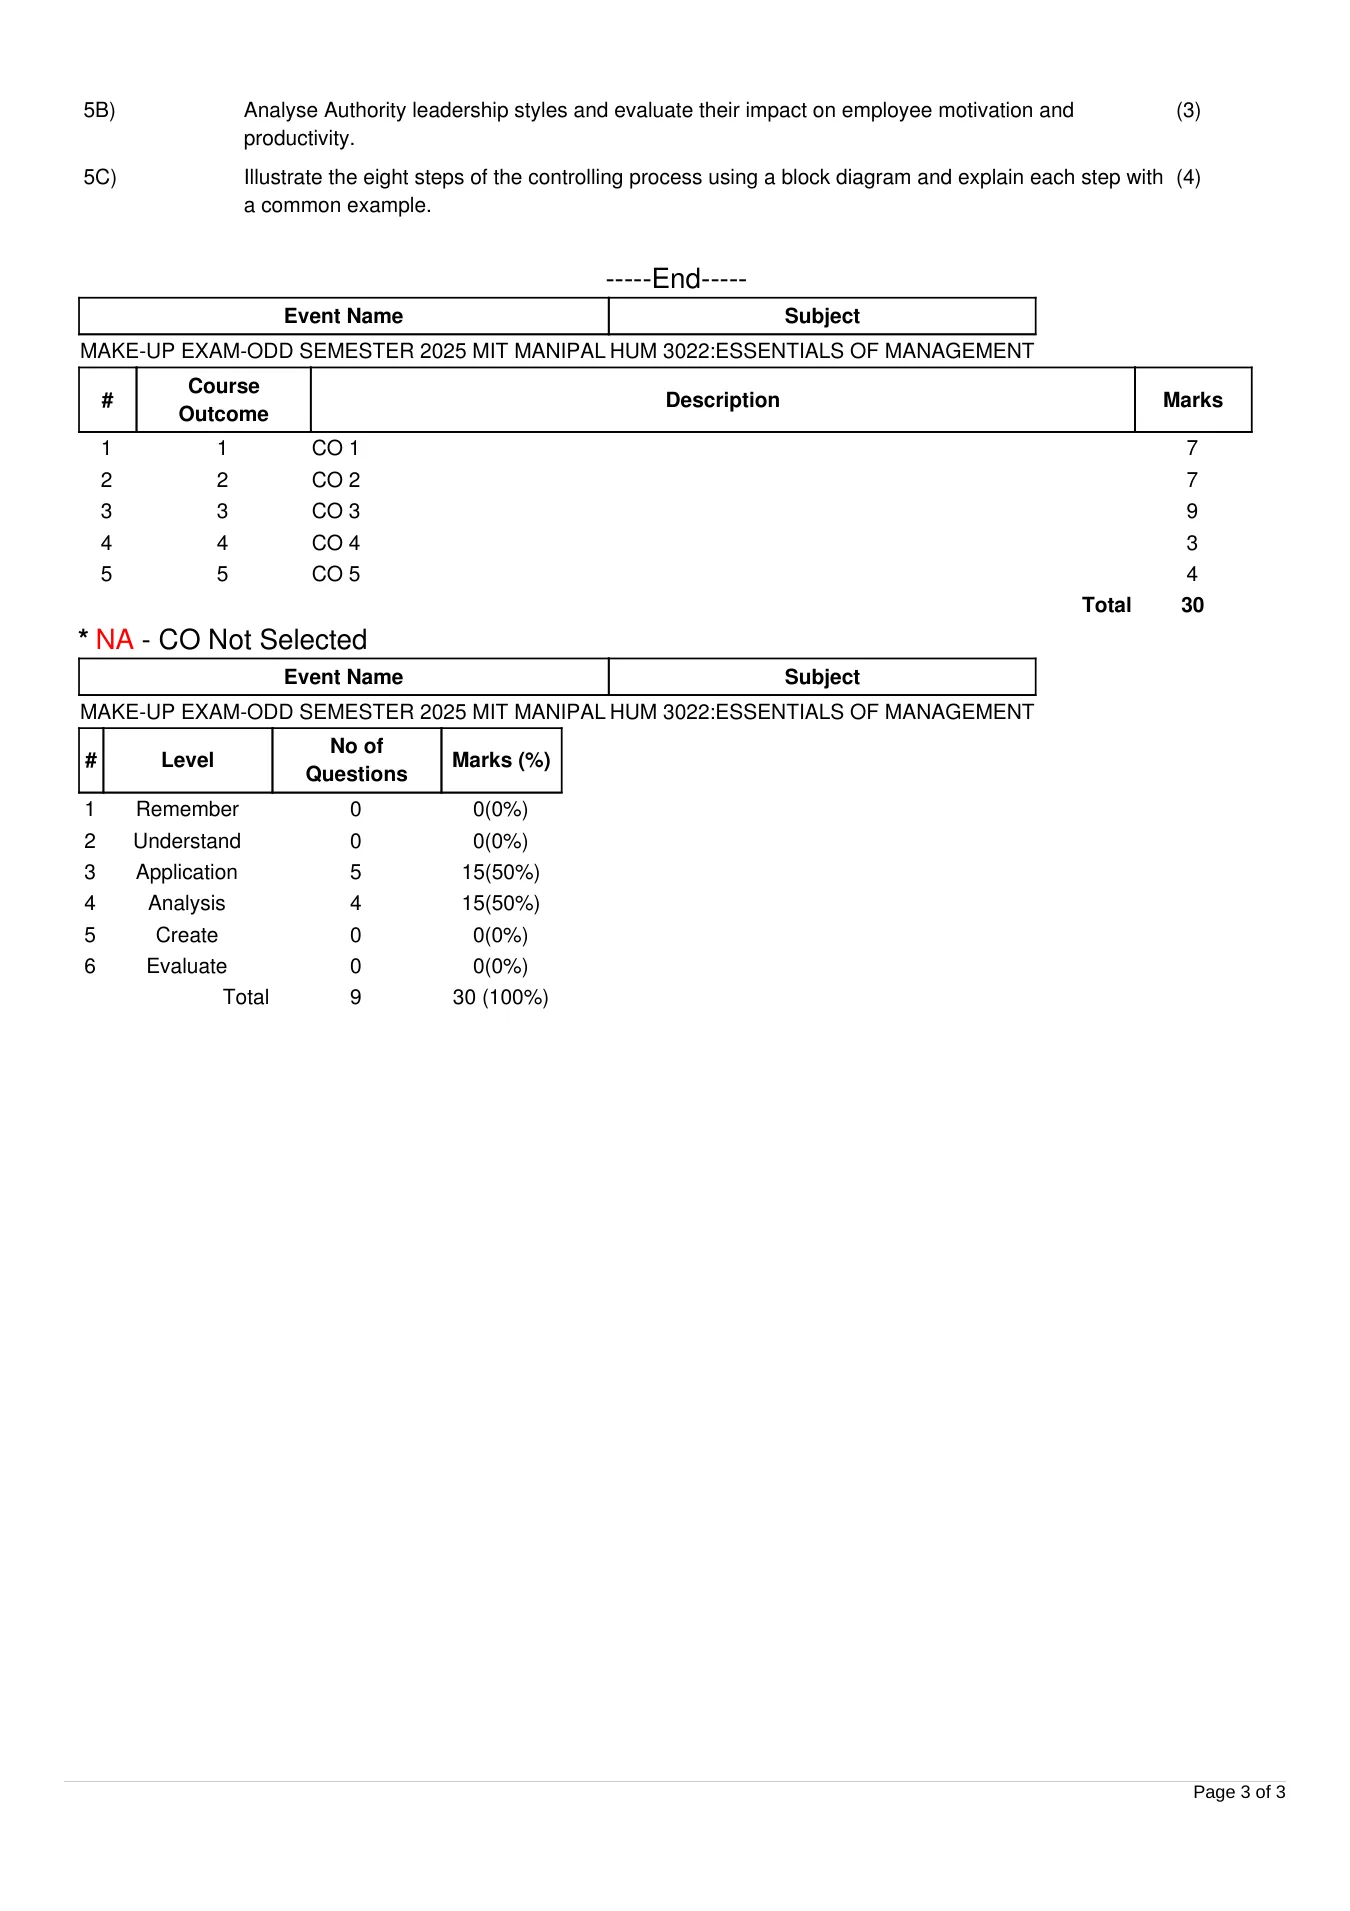 5B) Analyse Authority leadership styles and evaluate their impact on employee motivation and (3)
productivity.
5C) Illustrate the eight steps of the controlling process using a block diagram and explain each step with (4)
a common example.
-----End-----
Event Name Subject
MAKE-UP EXAM-ODD SEMESTER 2025 MIT MANIPAL HUM 3022:ESSENTIALS OF MANAGEMENT
# Course Outcome Description Marks
1 1 CO 1 7
2 2 CO 2 7
3 3 CO 3 9
4 4 CO 4 3
5 5 CO 5 4
Total 30
* NA - CO Not Selected
Event Name Subject
MAKE-UP EXAM-ODD SEMESTER 2025 MIT MANIPAL HUM 3022:ESSENTIALS OF MANAGEMENT
# Level No of Questions Marks (%)
1 Remember 0 0(0%)
2 Understand 0 0(0%)
3 Application 5 15(50%)
4 Analysis 4 15(50%)
5 Create 0 0(0%)
6 Evaluate 0 0(0%)
Total 9 30 (100%)
Page 3 of 3